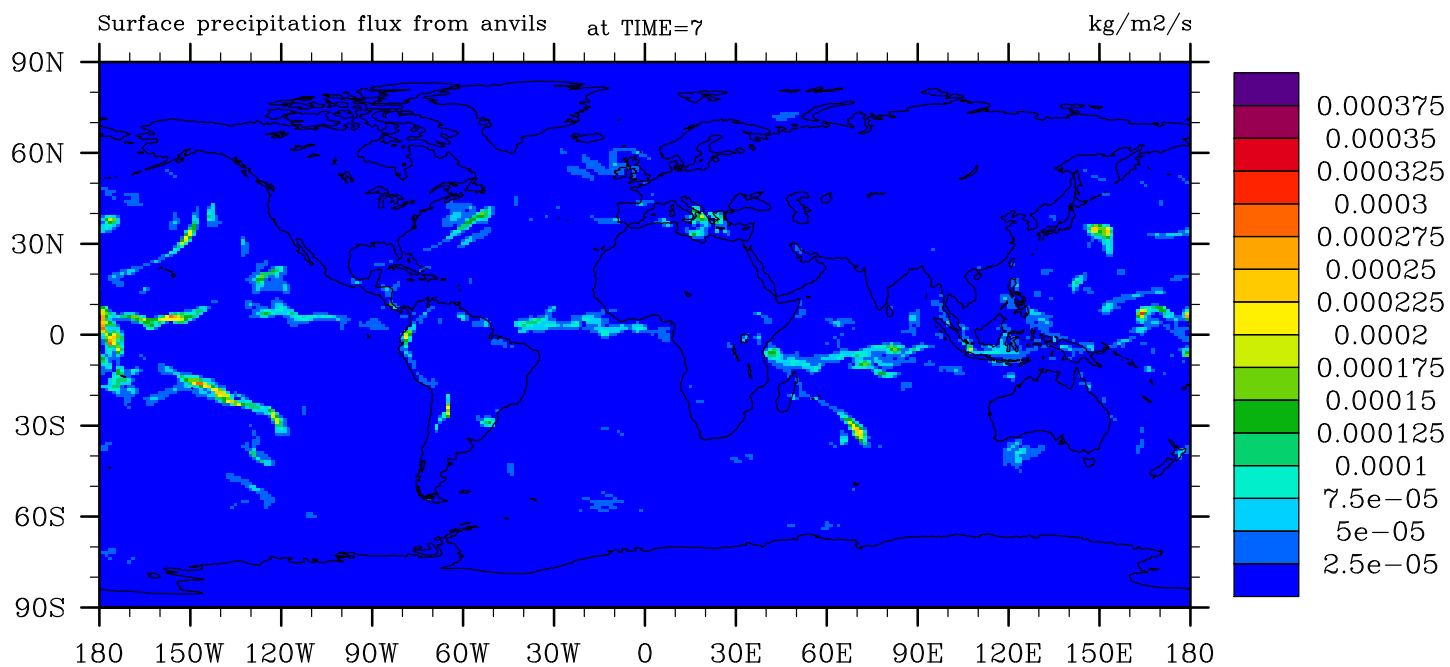 Surface precipitation flux from anvils at TIME=7 kg/m2/s
90N
60N
30N
0
30S
60S
90S
180 150W 120W 90W 60W 30W 0 30E 60E 90E 120E 150E 180
0.000375
0.00035
0.000325
0.0003
0.000275
0.00025
0.000225
0.0002
0.000175
0.00015
0.000125
0.0001
7.5e-05
5e-05
2.5e-05